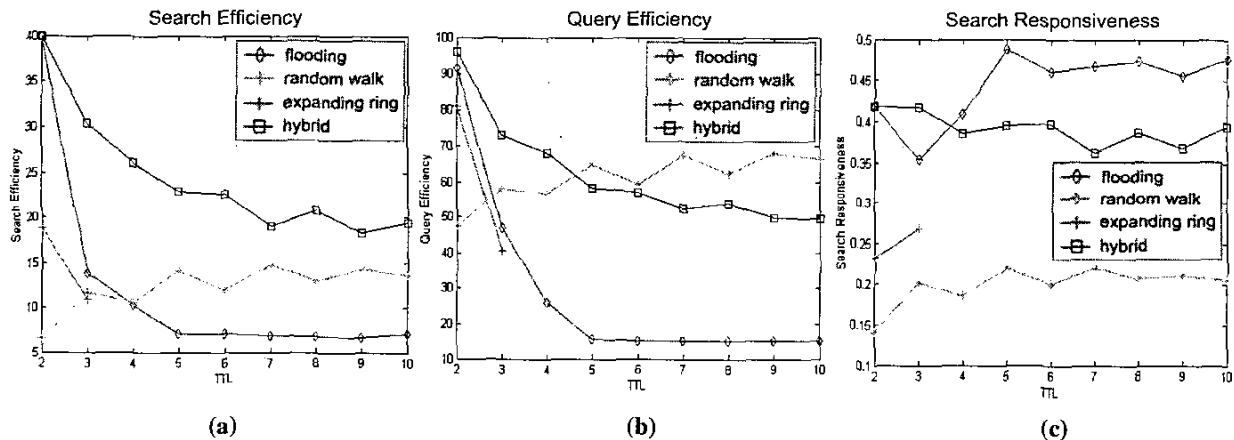 Search Efficiency
40
35
30
25
20
15
10
5
Search Efficiency
2 3 4 5 6 7 8 9 10
TTL
flooding
random walk
expanding ring
hybrid
(a)
Query Efficiency
100
90
80
70
60
50
40
30
20
10
Query Efficiency
2 3 4 5 6 7 8 9 10
TTL
flooding
random walk
expanding ring
hybrid
(b)
Search Responsiveness
0.5
0.45
0.4
0.35
0.3
0.25
0.2
0.15
0.1
Search Responsiveness
2 3 4 5 6 7 8 9 10
TTL
flooding
random walk
expanding ring
hybrid
(c)